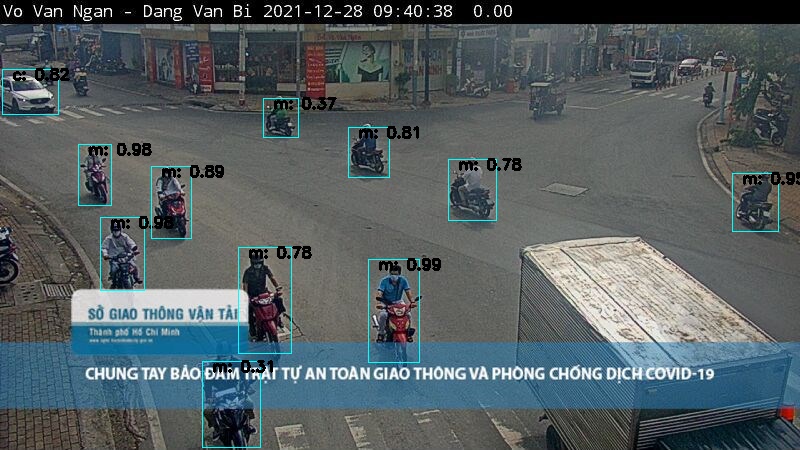 Vo Van Ngan - Dang Van Bi 2021-12-28 09:40:38 0.00
c: 0.82
m: 0.37
m: 0.81
m: 0.98
m: 0.89
m: 0.78
m: 0.95
m: 0.98
m: 0.78
m: 0.99
SỞ GIAO THÔNG VẬN TẢI
Thành phố Hồ Chí Minh
m: 0.31
CHUNG TAY BẢO ĐẢM TRẬT TỰ AN TOÀN GIAO THÔNG VÀ PHÒNG CHỐNG DỊCH COVID-19